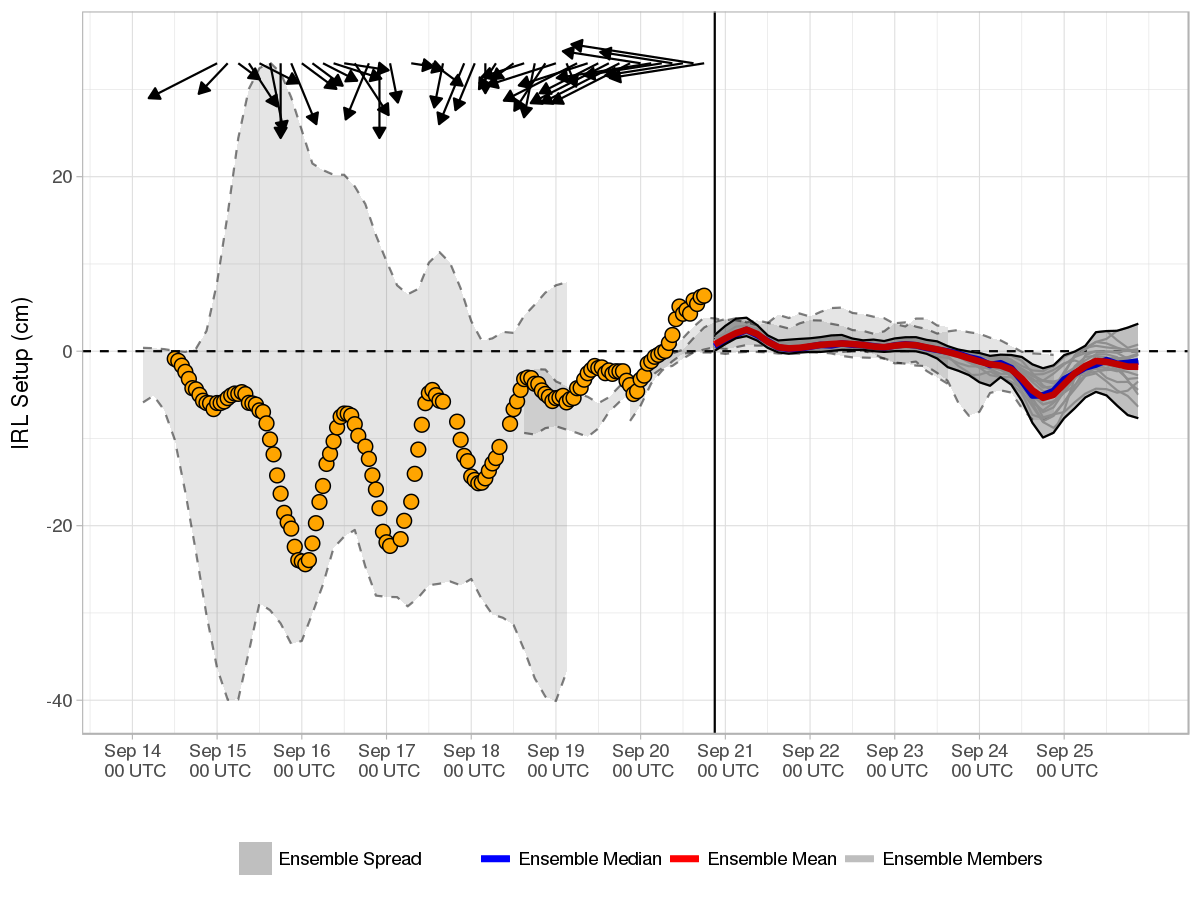 IRL Setup (cm)
20
0
-20
-40
Sep 14 Sep 15 Sep 16 Sep 17 Sep 18 Sep 19 Sep 20 Sep 21 Sep 22 Sep 23 Sep 24 Sep 25
00 UTC 00 UTC 00 UTC 00 UTC 00 UTC 00 UTC 00 UTC 00 UTC 00 UTC 00 UTC 00 UTC 00 UTC
Ensemble Spread Ensemble Median Ensemble Mean Ensemble Members